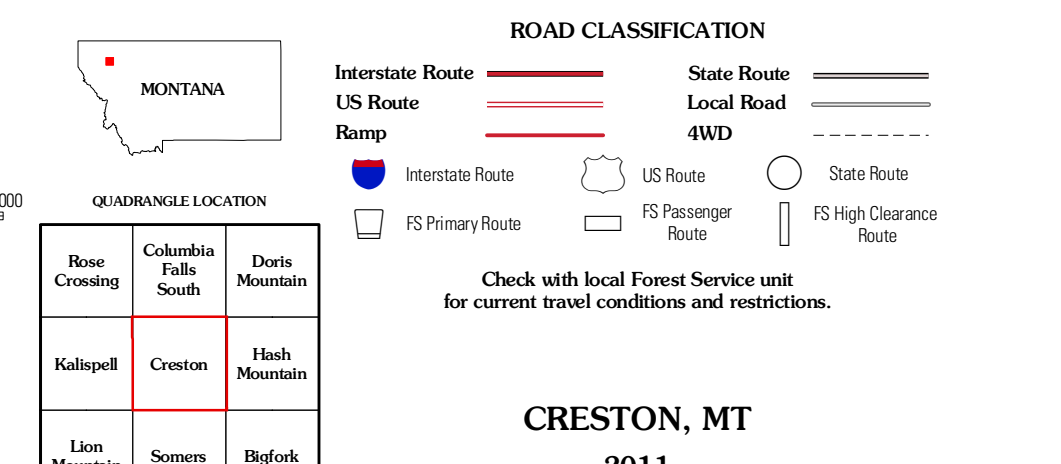 ROAD CLASSIFICATION
Interstate Route
State Route
US Route
Local Road
Ramp
4WD
Interstate Route
US Route
State Route
FS Primary Route
FS Passenger
Route
FS High Clearance
Route
Check with local Forest Service unit
for current travel conditions and restrictions.
MONTANA
000
QUADRANGLE LOCATION
Rose
Crossing
Columbia
Falls
South
Doris
Mountain
Kalispell
Creston
Hash
Mountain
Lion
Mountain
Somers
Bigfork
CRESTON, MT
2011